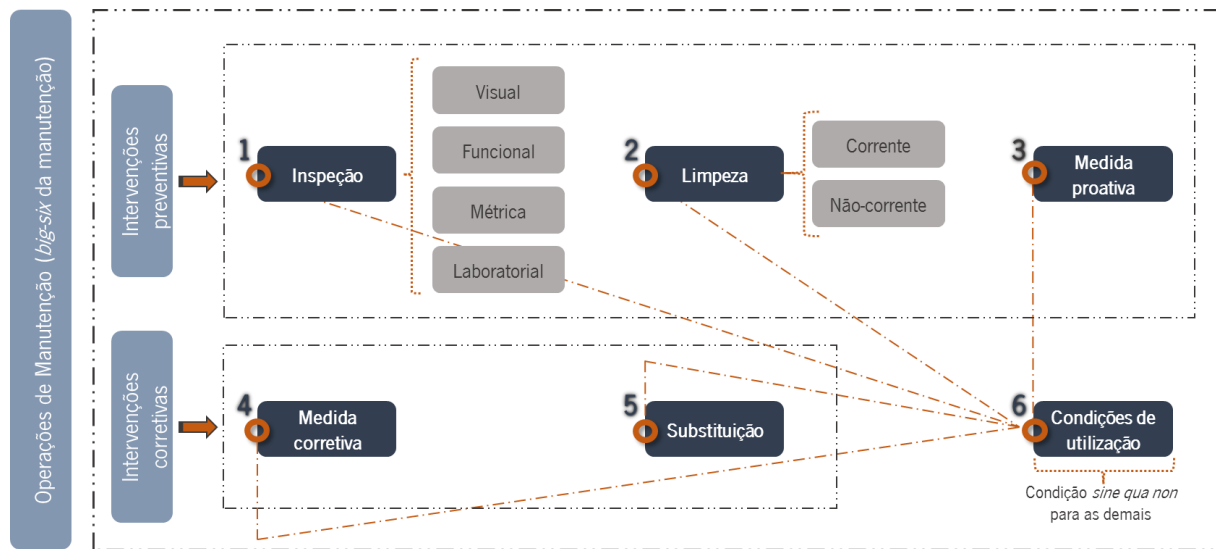 Operações de Manutenção (big-six da manutenção)
Intervenções
preventivas
1
Inspeção
Visual
Funcional
Métrica
Laboratorial
2
Limpeza
Corrente
Não-corrente
3
Medida
proativa
Intervenções
corretivas
4
Medida
corretiva
5
Substituição
6
Condições de
utilização
Condição sine qua non
para as demais